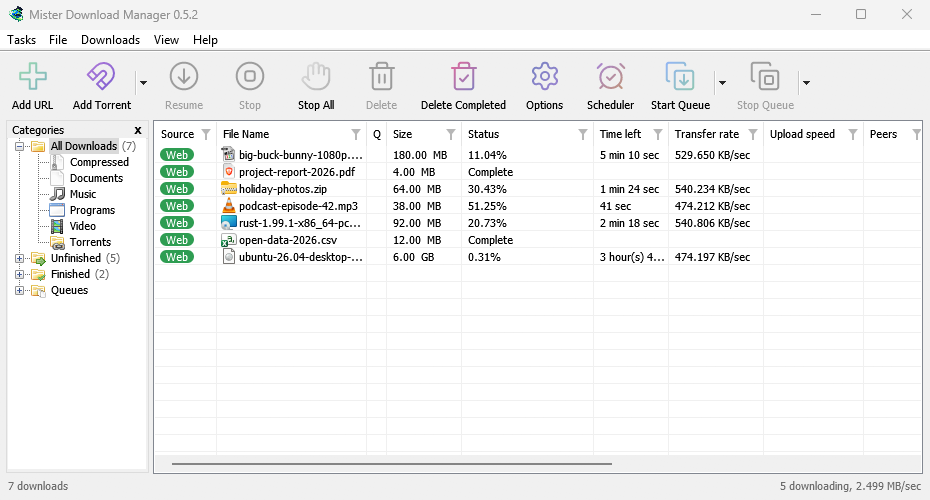 Mister Download Manager 0.5.2
Tasks File Downloads View Help
Add URL Add Torrent Resume Stop Stop All Delete Delete Completed Options Scheduler Start Queue Stop Queue
Categories x
All Downloads (7)
Compressed
Documents
Music
Programs
Video
Torrents
Unfinished (5)
Finished (2)
Queues
Source File Name Q Size Status Time left Transfer rate Upload speed Peers
Web big-buck-bunny-1080p.... 180.00 MB 11.04% 5 min 10 sec 529.650 KB/sec
Web project-report-2026.pdf 4.00 MB Complete
Web holiday-photos.zip 64.00 MB 30.43% 1 min 24 sec 540.234 KB/sec
Web podcast-episode-42.mp3 38.00 MB 51.25% 41 sec 474.212 KB/sec
Web rust-1.99.1-x86_64-pc... 92.00 MB 20.73% 2 min 18 sec 540.806 KB/sec
Web open-data-2026.csv 12.00 MB Complete
Web ubuntu-26.04-desktop-... 6.00 GB 0.31% 3 hour(s) 4... 474.197 KB/sec
7 downloads 5 downloading, 2.499 MB/sec